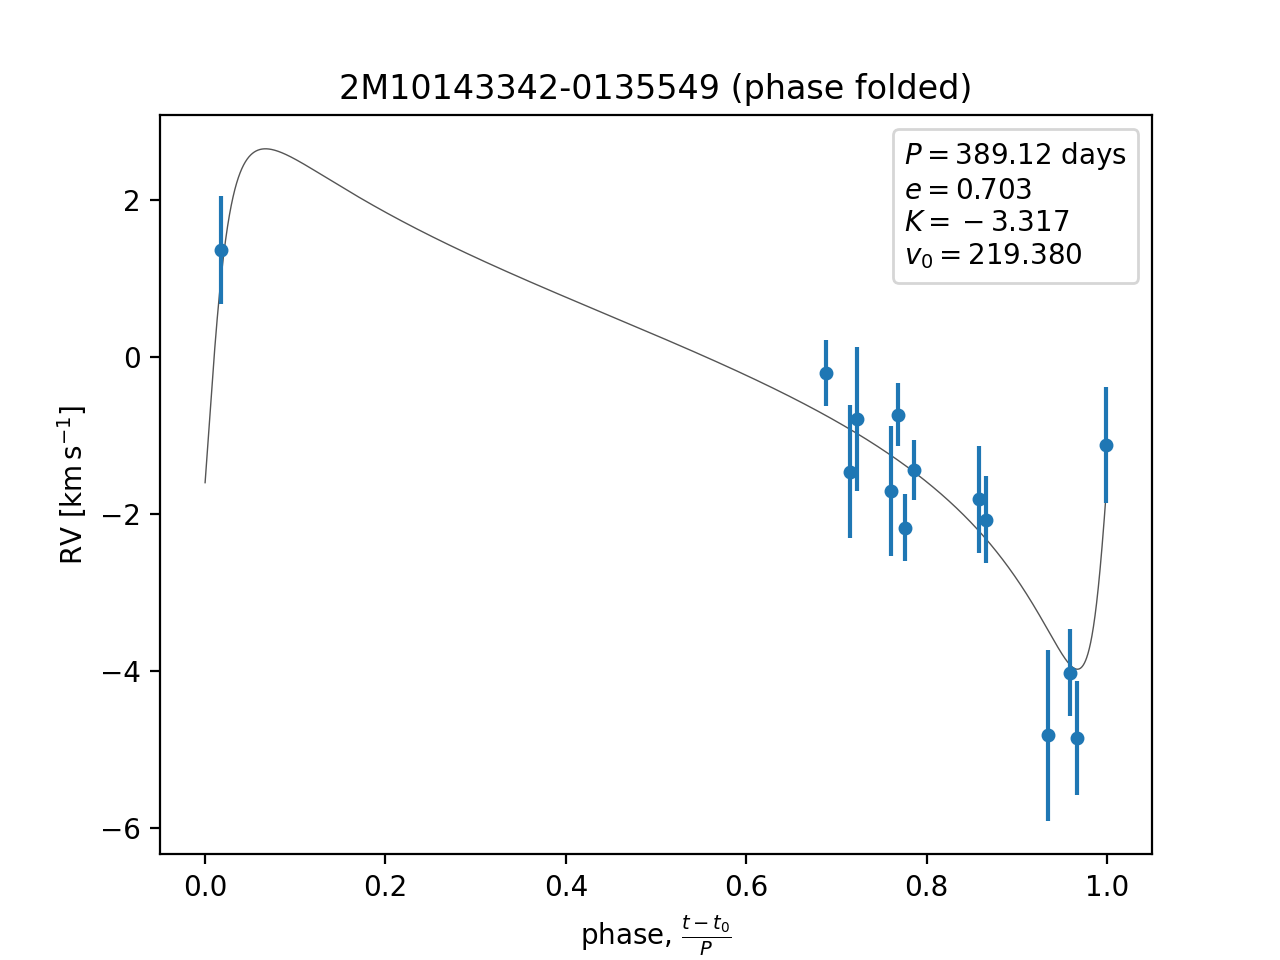 2M10143342-0135549 (phase folded)
P = 389.12 days
e = 0.703
K = − 3.317
v₀ = 219.380
RV [km s⁻¹]
2
0
−2
−4
−6
0.0 0.2 0.4 0.6 0.8 1.0
phase, (t − t₀)/P